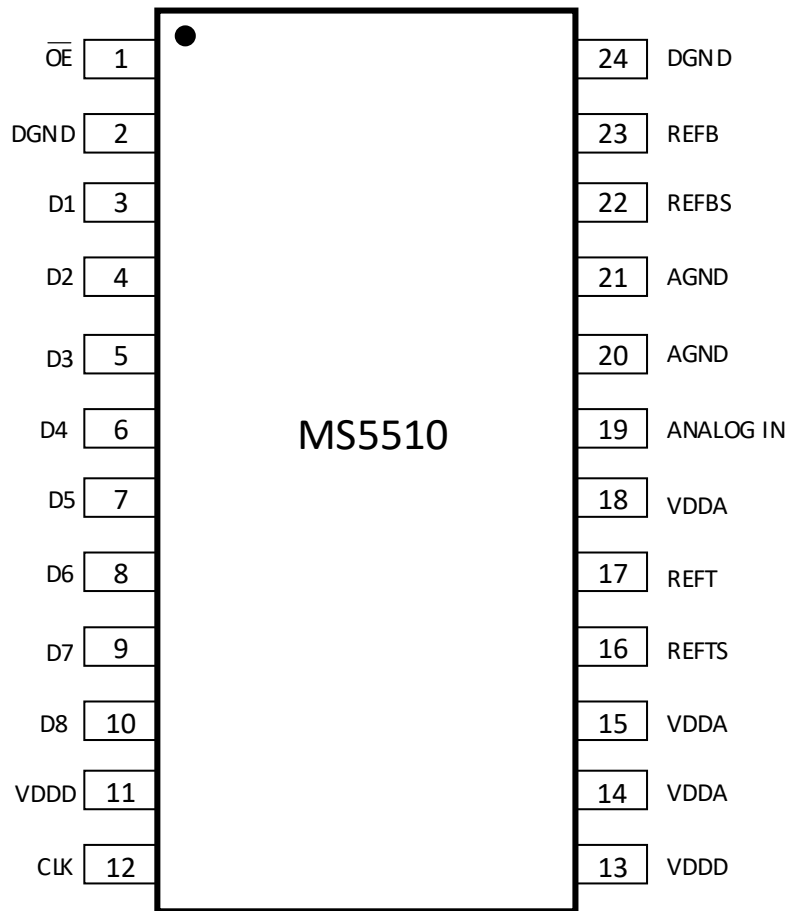 O̅E̅ 1 24 DGND
DGND 2 23 REFB
D1 3 22 REFBS
D2 4 21 AGND
D3 5 20 AGND
D4 6 MS5510 19 ANALOG IN
D5 7 18 VDDA
D6 8 17 REFT
D7 9 16 REFTS
D8 10 15 VDDA
VDDD 11 14 VDDA
CLK 12 13 VDDD